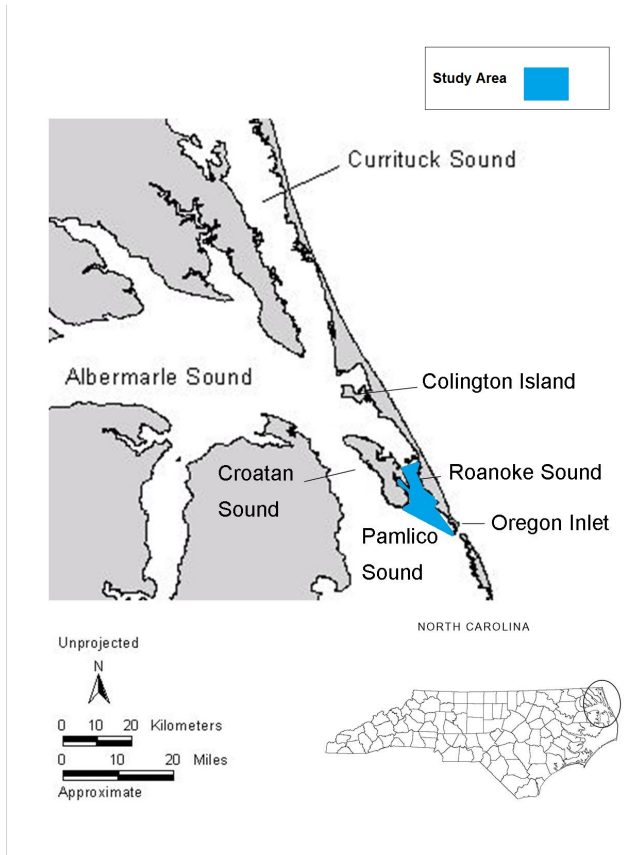 Study Area
Currituck Sound
Albermarle Sound
Colington Island
Croatan
Sound
Roanoke Sound
Oregon Inlet
Pamlico
Sound
NORTH CAROLINA
Unprojected
N
0 10 20 Kilometers
0 10 20 Miles
Approximate